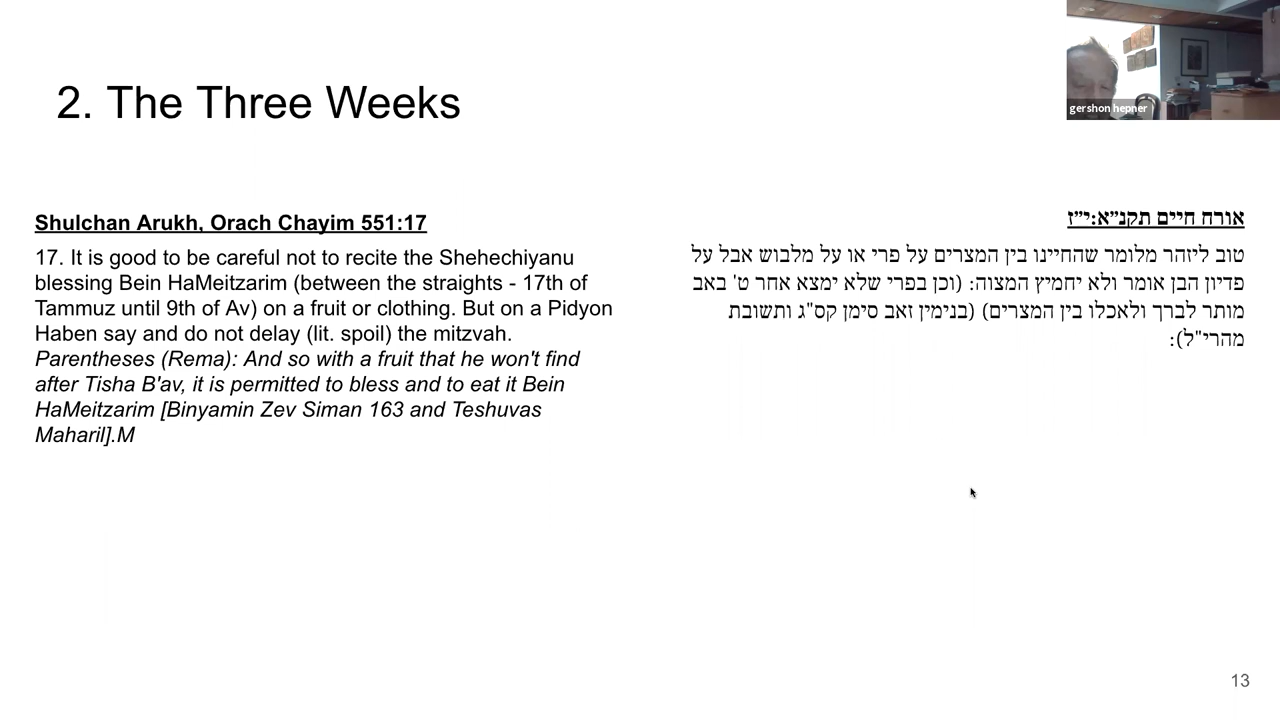 2. The Three Weeks
gershon hepner
Shulchan Arukh, Orach Chayim 551:17
17. It is good to be careful not to recite the Shehechiyanu
blessing Bein HaMeitzarim (between the straights - 17th of
Tammuz until 9th of Av) on a fruit or clothing. But on a Pidyon
Haben say and do not delay (lit. spoil) the mitzvah.
Parentheses (Rema): And so with a fruit that he won't find
after Tisha B'av, it is permitted to bless and to eat it Bein
HaMeitzarim [Binyamin Zev Siman 163 and Teshuvas
Maharil].M
אורח חיים תקנ״א:י״ז
טוב ליזהר מלומר שהחיינו בין המצרים על פרי או על מלבוש אבל על
פדיון הבן אומר ולא יחמיץ המצוה: (וכן בפרי שלא ימצא אחר ט' באב
מותר לברך ולאכלו בין המצרים) (בנימין זאב סימן קס"ג ותשובת
מהרי"ל):
13